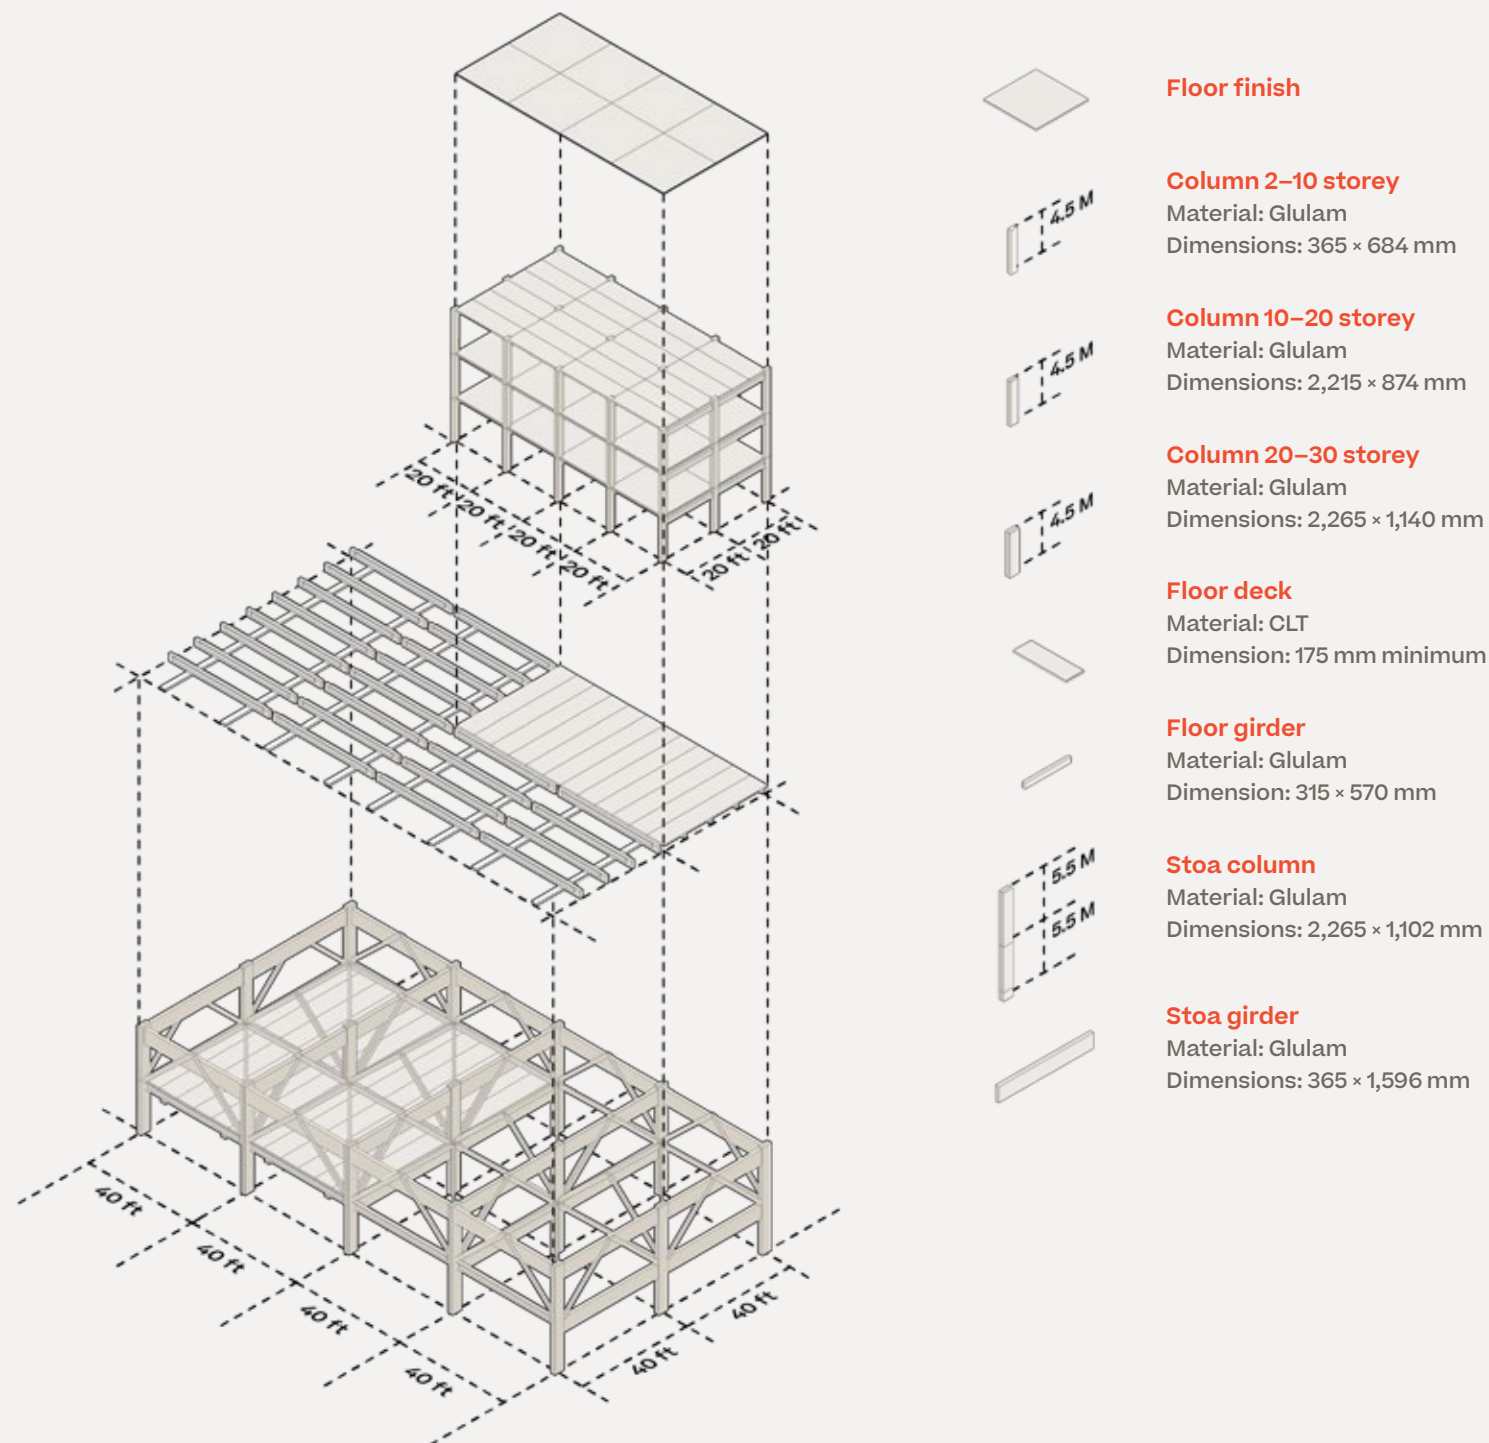 Floor finish
4.5 M
Column 2–10 storey
Material: Glulam
Dimensions: 365 × 684 mm
4.5 M
Column 10–20 storey
Material: Glulam
Dimensions: 2,215 × 874 mm
4.5 M
Column 20–30 storey
Material: Glulam
Dimensions: 2,265 × 1,140 mm
Floor deck
Material: CLT
Dimension: 175 mm minimum
Floor girder
Material: Glulam
Dimension: 315 × 570 mm
5.5 M
5.5 M
Stoa column
Material: Glulam
Dimensions: 2,265 × 1,102 mm
Stoa girder
Material: Glulam
Dimensions: 365 × 1,596 mm
20 ft
20 ft
20 ft
20 ft
20 ft
20 ft
40 ft
40 ft
40 ft
40 ft
40 ft
40 ft